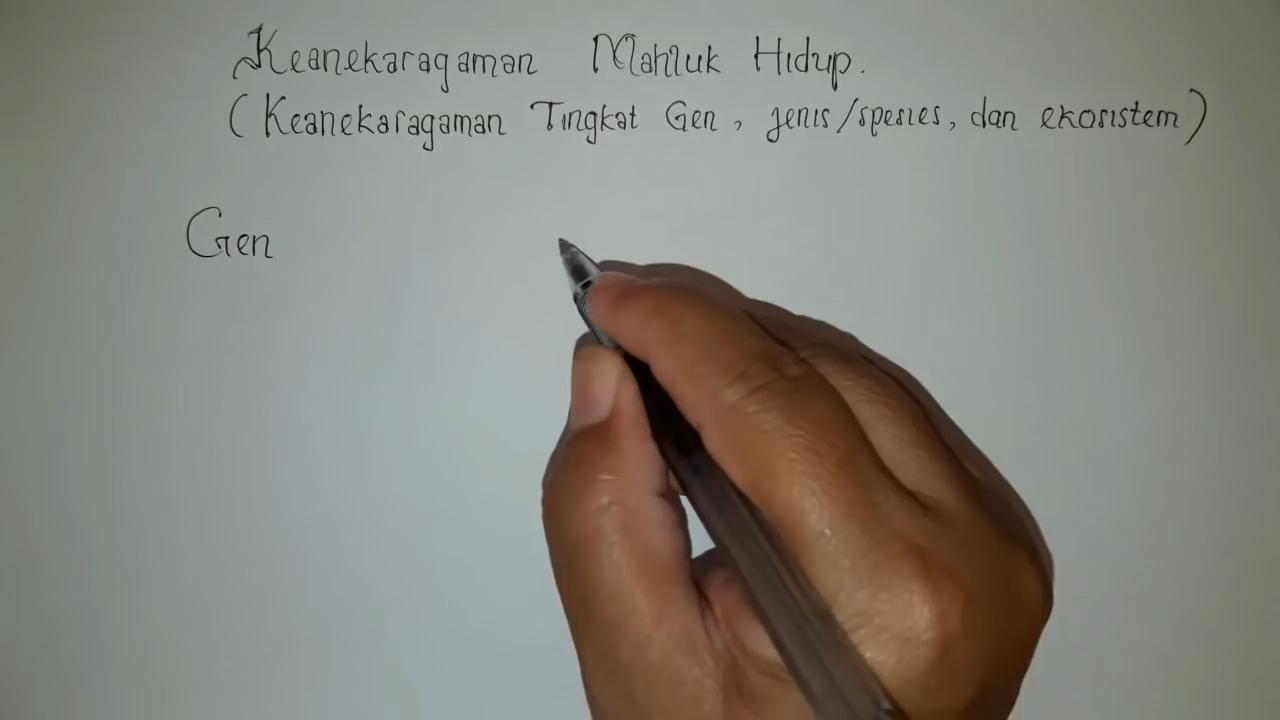 Keanekaragaman Mahluk Hidup.
(Keanekaragaman Tingkat Gen, jenis/spesies, dan ekosistem)
Gen